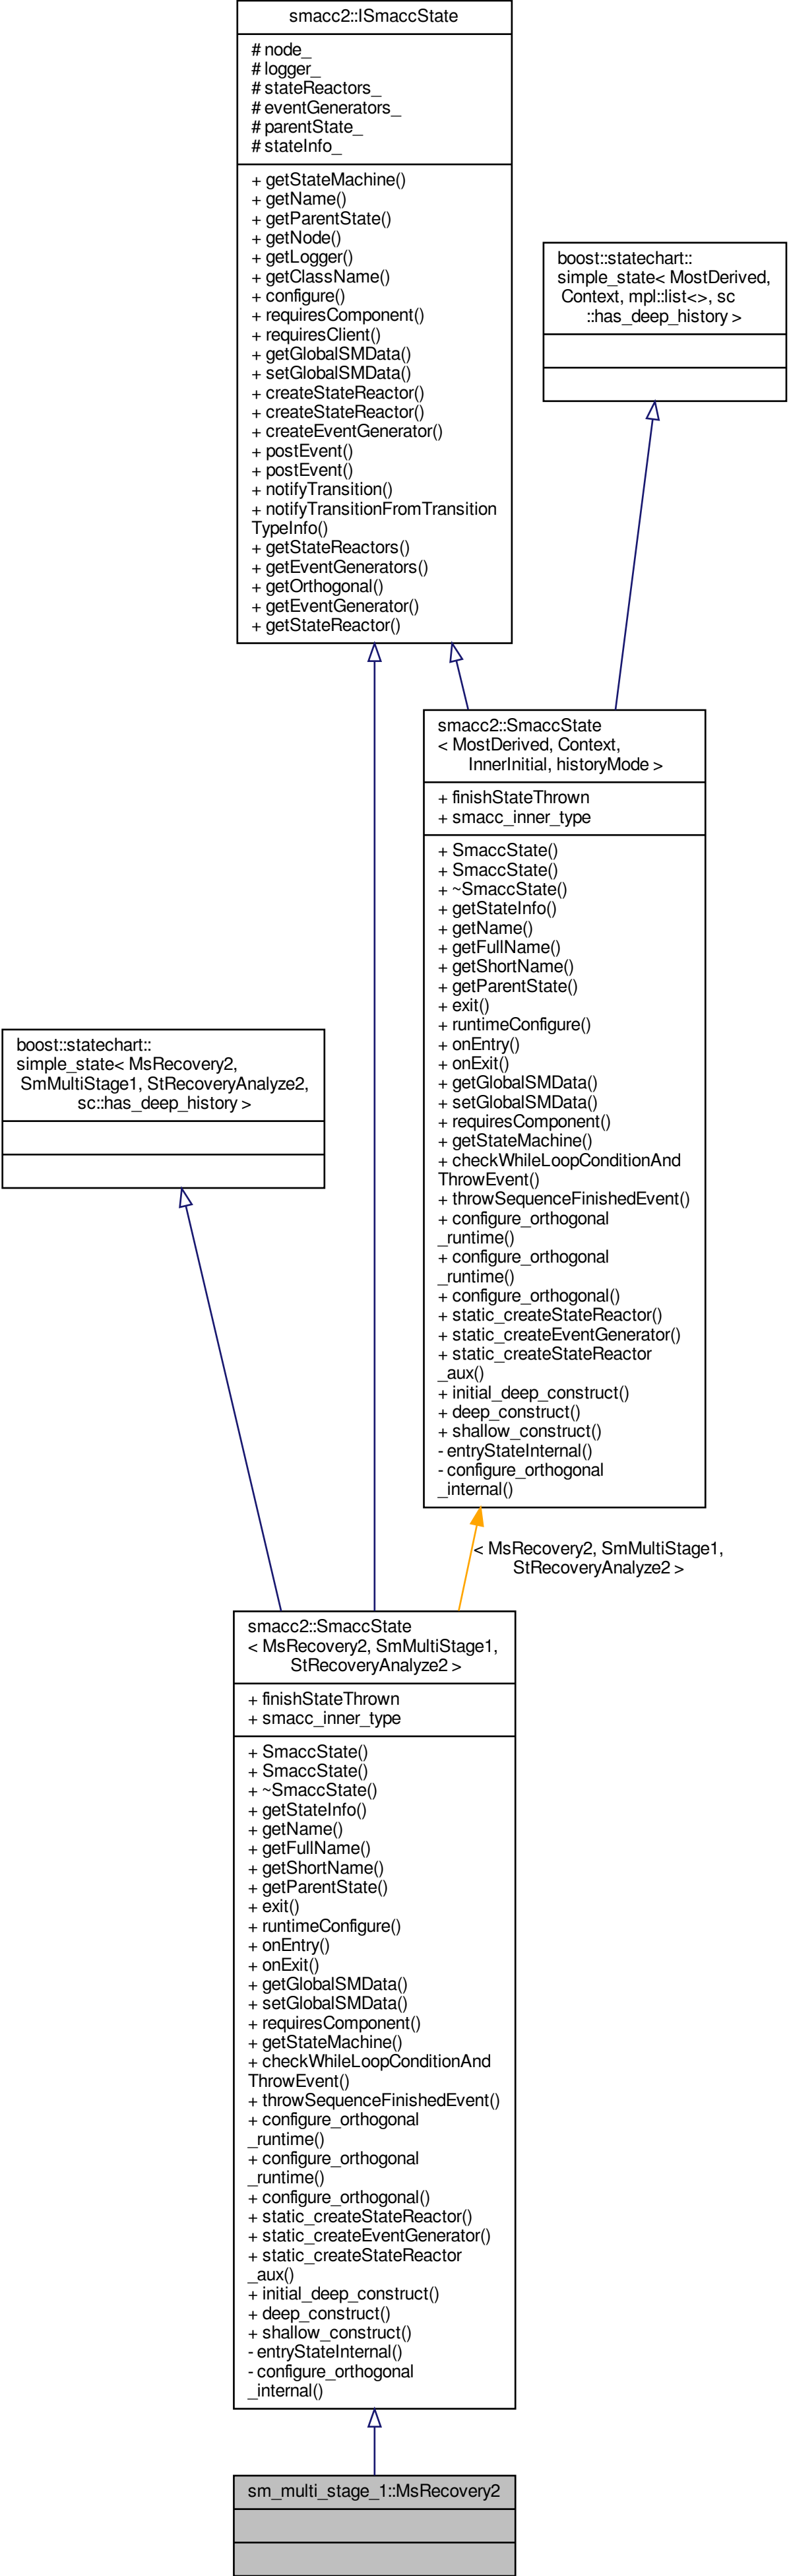 smacc2::ISmaccState
# node_
# logger_
# stateReactors_
# eventGenerators_
# parentState_
# stateInfo_
+ getStateMachine()
+ getName()
+ getParentState()
+ getNode()
+ getLogger()
+ getClassName()
+ configure()
+ requiresComponent()
+ requiresClient()
+ getGlobalSMData()
+ setGlobalSMData()
+ createStateReactor()
+ createStateReactor()
+ createEventGenerator()
+ postEvent()
+ postEvent()
+ notifyTransition()
+ notifyTransitionFromTransition
TypeInfo()
+ getStateReactors()
+ getEventGenerators()
+ getOrthogonal()
+ getEventGenerator()
+ getStateReactor()
boost::statechart::
simple_state< MostDerived,
Context, mpl::list<>, sc
::has_deep_history >
smacc2::SmaccState
< MostDerived, Context,
InnerInitial, historyMode >
+ finishStateThrown
+ smacc_inner_type
+ SmaccState()
+ SmaccState()
+ ~SmaccState()
+ getStateInfo()
+ getName()
+ getFullName()
+ getShortName()
+ getParentState()
+ exit()
+ runtimeConfigure()
+ onEntry()
+ onExit()
+ getGlobalSMData()
+ setGlobalSMData()
+ requiresComponent()
+ getStateMachine()
+ checkWhileLoopConditionAnd
ThrowEvent()
+ throwSequenceFinishedEvent()
+ configure_orthogonal
_runtime()
+ configure_orthogonal
_runtime()
+ configure_orthogonal()
+ static_createStateReactor()
+ static_createEventGenerator()
+ static_createStateReactor
_aux()
+ initial_deep_construct()
+ deep_construct()
+ shallow_construct()
- entryStateInternal()
- configure_orthogonal
_internal()
boost::statechart::
simple_state< MsRecovery2,
SmMultiStage1, StRecoveryAnalyze2,
sc::has_deep_history >
< MsRecovery2, SmMultiStage1,
StRecoveryAnalyze2 >
smacc2::SmaccState
< MsRecovery2, SmMultiStage1,
StRecoveryAnalyze2 >
+ finishStateThrown
+ smacc_inner_type
+ SmaccState()
+ SmaccState()
+ ~SmaccState()
+ getStateInfo()
+ getName()
+ getFullName()
+ getShortName()
+ getParentState()
+ exit()
+ runtimeConfigure()
+ onEntry()
+ onExit()
+ getGlobalSMData()
+ setGlobalSMData()
+ requiresComponent()
+ getStateMachine()
+ checkWhileLoopConditionAnd
ThrowEvent()
+ throwSequenceFinishedEvent()
+ configure_orthogonal
_runtime()
+ configure_orthogonal
_runtime()
+ configure_orthogonal()
+ static_createStateReactor()
+ static_createEventGenerator()
+ static_createStateReactor
_aux()
+ initial_deep_construct()
+ deep_construct()
+ shallow_construct()
- entryStateInternal()
- configure_orthogonal
_internal()
sm_multi_stage_1::MsRecovery2